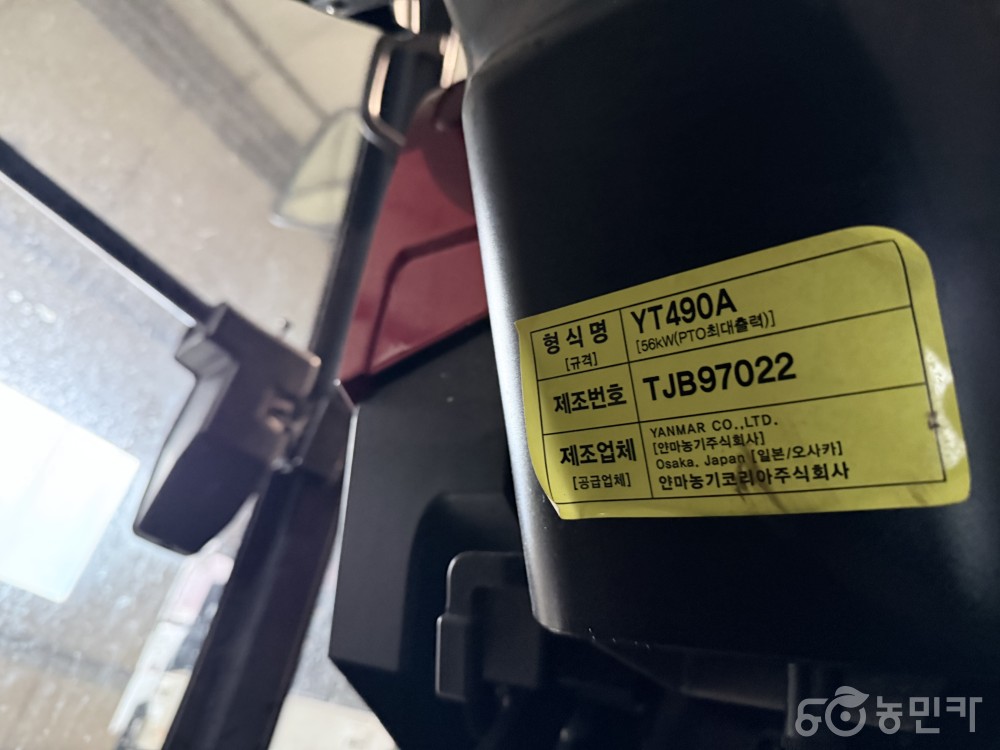 형식명 YT490A
[규격] [56kW(PTO최대출력)]
제조번호 TJB97022
제조업체 YANMAR CO.,LTD.
[얀마농기주식회사]
[공급업체] Osaka. Japan [일본/오사카]
얀마농기코리아주식회사
농민카